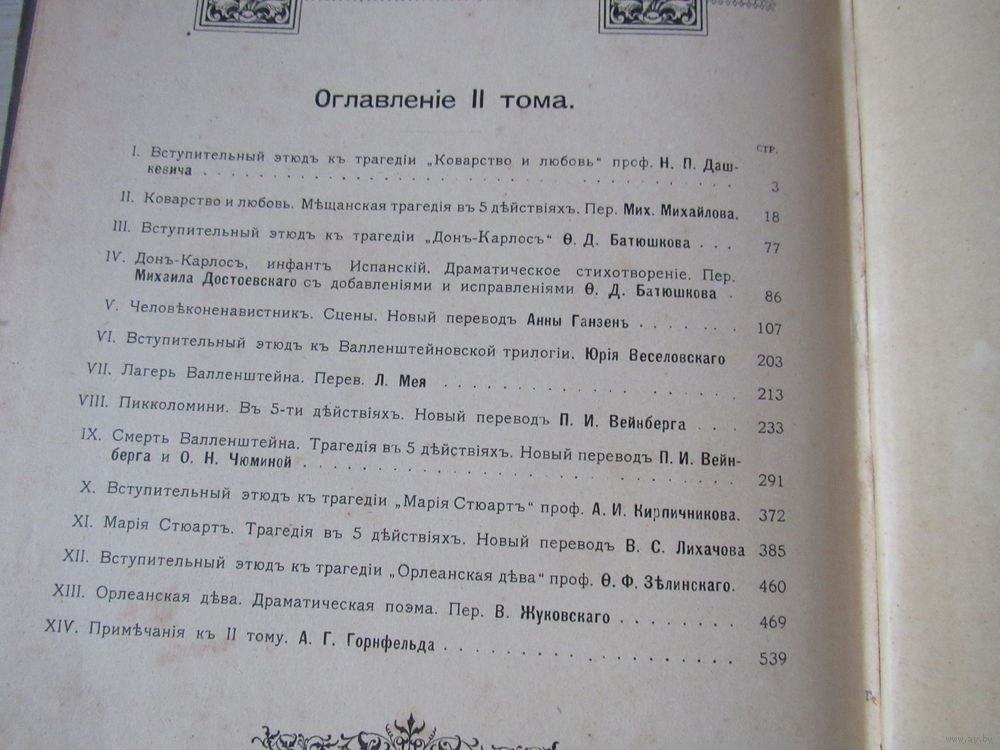 Оглавленіе II тома.
СТР.
I. Вступительный этюдъ къ трагедіи „Коварство и любовь“ проф. Н. П. Даш-
кевича . . . . . . . . . . 3
II. Коварство и любовь. Мѣщанская трагедія въ 5 дѣйствіяхъ. Пер. Мих. Михайлова. 18
III. Вступительный этюдъ къ трагедіи „Донъ-Карлосъ“ Ѳ. Д. Батюшкова . . . 77
IV. Донъ-Карлосъ, инфантъ Испанскій. Драматическое стихотвореніе. Пер.
Михаила Достоевскаго съ добавленіями и исправленіями Ѳ. Д. Батюшкова . 86
V. Человѣконенавистникъ. Сцены. Новый переводъ Анны Ганзенъ . . . . . . . 107
VI. Вступительный этюдъ къ Валленштейновской трилогіи. Юрія Веселовскаго 203
VII. Лагерь Валленштейна. Перев. Л. Мея . . . . . . . . . . 213
VIII. Пикколомини. Въ 5-ти дѣйствіяхъ. Новый переводъ П. И. Вейнберга . . . 233
IX. Смерть Валленштейна. Трагедія въ 5 дѣйствіяхъ. Новый переводъ П. И. Вейн-
берга и О. Н. Чюминой . . . . . . . . . . 291
X. Вступительный этюдъ къ трагедіи „Марія Стюартъ“ проф. А. И. Кирпичникова. 372
XI. Марія Стюартъ. Трагедія въ 5 дѣйствіяхъ. Новый переводъ В. С. Лихачова 385
XII. Вступительный этюдъ къ трагедіи „Орлеанская дѣва“ проф. Ѳ. Ф. Зѣлинскаго. 460
XIII. Орлеанская дѣва. Драматическая поэма. Пер. В. Жуковскаго . . . . . . . . 469
XIV. Примѣчанія къ II тому. А. Г. Горнфельда . . . . . . . . . . 539
www.ay.by